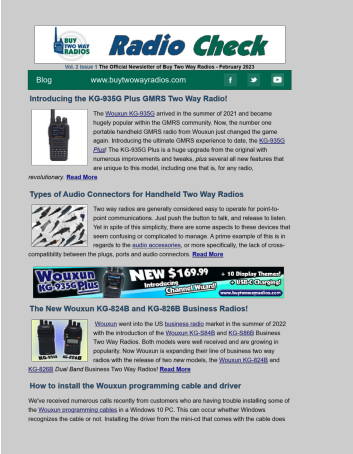 BUY TWO WAY RADIOS
Radio Check
Vol. 2 Issue 1 The Official Newsletter of Buy Two Way Radios - February 2023
Blog www.buytwowayradios.com
Introducing the KG-935G Plus GMRS Two Way Radio!
The Wouxun KG-935G arrived in the summer of 2021 and became
hugely popular within the GMRS community. Now, the number one
portable handheld GMRS radio from Wouxun just changed the game
again. Introducing the ultimate GMRS experience to date, the KG-935G
Plus! The KG-935G Plus is a huge upgrade from the original with
numerous improvements and tweaks, plus several all new features that
are unique to this model, including one that is, for any radio,
revolutionary. Read More
Types of Audio Connectors for Handheld Two Way Radios
Two way radios are generally considered easy to operate for point-to-
point communications. Just push the button to talk, and release to listen.
Yet in spite of this simplicity, there are some aspects to these devices that
seem confusing or complicated to manage. A prime example of this is in
regards to the audio accessories, or more specifically, the lack of cross-
compatibility between the plugs, ports and audio connectors. Read More
Wouxun KG-935G Plus
NEW $169.99
Introducing Channel Wizard!
+ 10 Display Themes!
+ USB-C Charging!
www.buytwowayradios.com
The New Wouxun KG-824B and KG-826B Business Radios!
Wouxun went into the US business radio market in the summer of 2022
with the introduction of the Wouxun KG-S84B and KG-S86B Business
Two Way Radios. Both models were well received and are growing in
popularity. Now Wouxun is expanding their line of business two way
radios with the release of two new models, the Wouxun KG-824B and
KG-826B Dual Band Business Two Way Radios! Read More
How to install the Wouxun programming cable and driver
We've received numerous calls recently from customers who are having trouble installing some of
the Wouxun programming cables in a Windows 10 PC. This can occur whether Windows
recognizes the cable or not. Installing the driver from the mini-cd that comes with the cable does